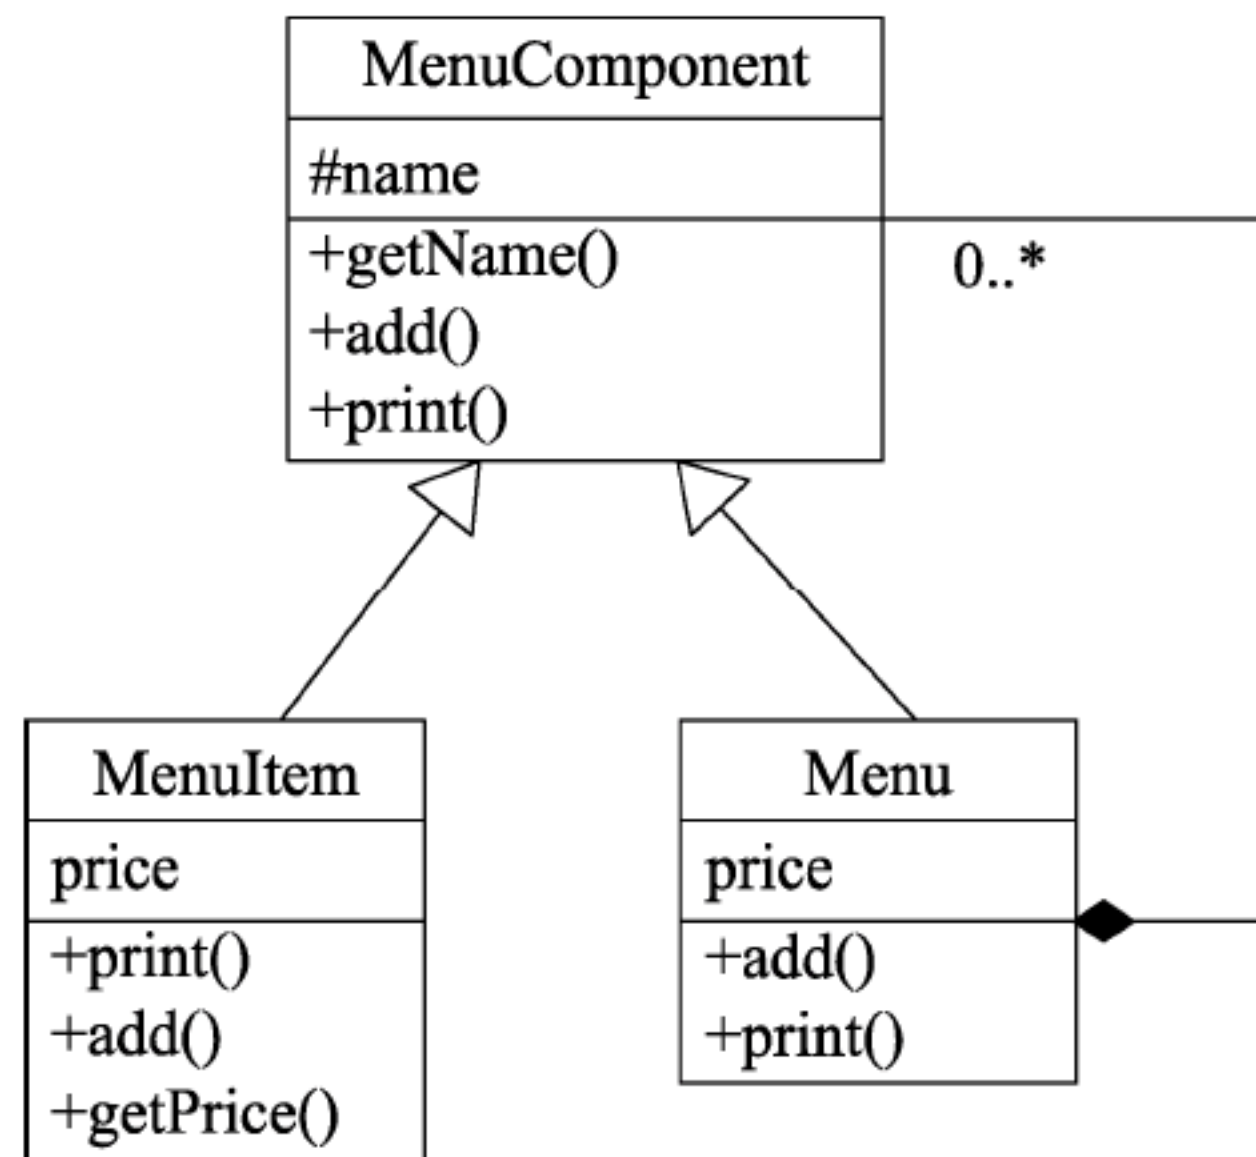 MenuComponent
#name
+getName()
0..*
+add()
+print()
MenuItem
price
+print()
+add()
+getPrice()
Menu
price
+add()
+print()